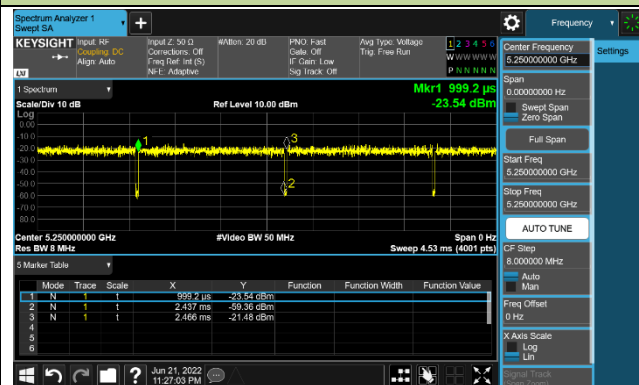 Spectrum Analyzer 1
Swept SA
+
Frequency
KEYSIGHT
Input: RF
Coupling: DC
Align: Auto
Input Z: 50 Ω
Corrections: Off
Freq Ref: Int (S)
NFE: Adaptive
#Atten: 20 dB
PNO: Fast
Gate: Off
IF Gain: Low
Sig Track: Off
Avg Type: Voltage
Trig: Free Run
1 2 3 4 5 6
W W W W W W
P N N N N N
LXI
1 Spectrum
Scale/Div 10 dB
Ref Level 10.00 dBm
Mkr1 999.2 µs
-23.54 dBm
Log
0.00
-10.0
-20.0
-30.0
-40.0
-50.0
-60.0
-70.0
-80.0
1
3
2
Center 5.250000000 GHz
Res BW 8 MHz
#Video BW 50 MHz
Span 0 Hz
Sweep 4.53 ms (4001 pts)
5 Marker Table
Mode Trace Scale X Y Function Function Width Function Value
1 N 1 t 999.2 µs -23.54 dBm
2 N 1 t 2.437 ms -59.36 dBm
3 N 1 t 2.466 ms -21.48 dBm
4
5
6
Jun 21, 2022
11:27:03 PM
Center Frequency
5.250000000 GHz
Settings
Span
0.00000000 Hz
Swept Span
Zero Span
Full Span
Start Freq
5.250000000 GHz
Stop Freq
5.250000000 GHz
AUTO TUNE
CF Step
8.000000 MHz
Auto
Man
Freq Offset
0 Hz
X Axis Scale
Log
Lin
Signal Track